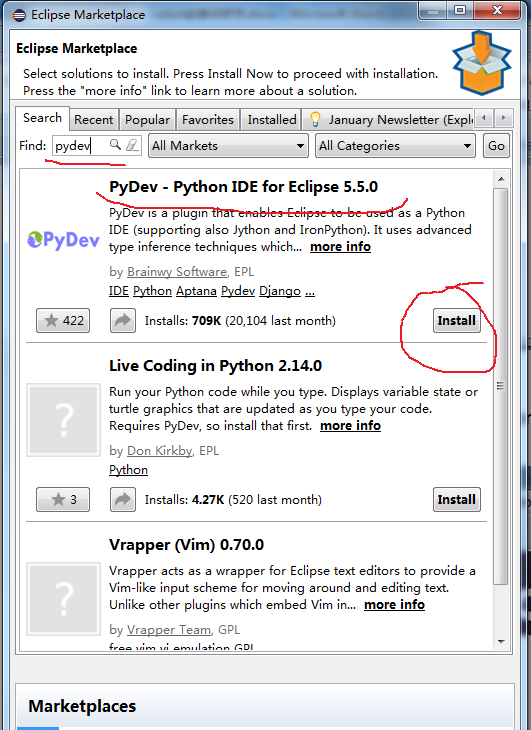 Eclipse Marketplace
Eclipse Marketplace
Select solutions to install. Press Install Now to proceed with installation.
Press the "more info" link to learn more about a solution.
Search Recent Popular Favorites Installed January Newsletter (Explo
Find: pydev All Markets All Categories Go
PyDev - Python IDE for Eclipse 5.5.0
PyDev is a plugin that enables Eclipse to be used as a Python
IDE (supporting also Jython and IronPython). It uses advanced
type inference techniques which... more info
PyDev
by Brainwy Software, EPL
IDE Python Aptana Pydev Django ...
422 Installs: 709K (20,104 last month) Install
Live Coding in Python 2.14.0
Run your Python code while you type. Displays variable state or
turtle graphics that are updated as you type your code.
Requires PyDev, so install that first. more info
?
by Don Kirkby, EPL
Python
3 Installs: 4.27K (520 last month) Install
Vrapper (Vim) 0.70.0
Vrapper acts as a wrapper for Eclipse text editors to provide a
Vim-like input scheme for moving around and editing text.
Unlike other plugins which embed Vim in... more info
?
by Vrapper Team, GPL
free vim vi emulation GPL
Marketplaces